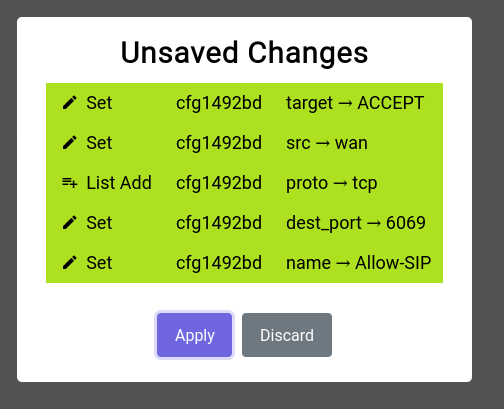 Unsaved Changes
Set cfg1492bd target → ACCEPT
Set cfg1492bd src → wan
List Add cfg1492bd proto → tcp
Set cfg1492bd dest_port → 6069
Set cfg1492bd name → Allow-SIP
Apply Discard